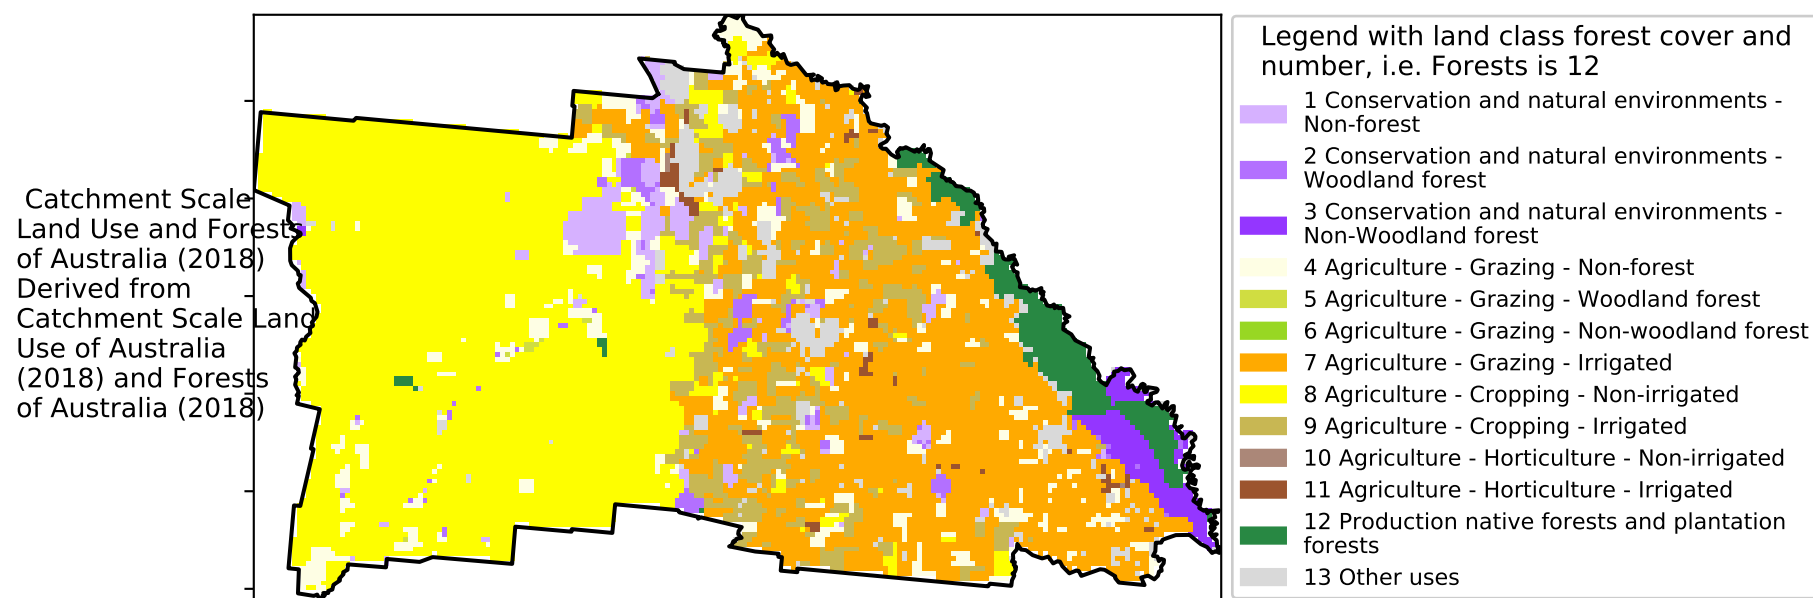 Catchment Scale
Land Use and Forests
of Australia (2018)
Derived from
Catchment Scale Land
Use of Australia
(2018) and Forests
of Australia (2018)
Legend with land class forest cover and
number, i.e. Forests is 12
1 Conservation and natural environments -
Non-forest
2 Conservation and natural environments -
Woodland forest
3 Conservation and natural environments -
Non-Woodland forest
4 Agriculture - Grazing - Non-forest
5 Agriculture - Grazing - Woodland forest
6 Agriculture - Grazing - Non-woodland forest
7 Agriculture - Grazing - Irrigated
8 Agriculture - Cropping - Non-irrigated
9 Agriculture - Cropping - Irrigated
10 Agriculture - Horticulture - Non-irrigated
11 Agriculture - Horticulture - Irrigated
12 Production native forests and plantation
forests
13 Other uses